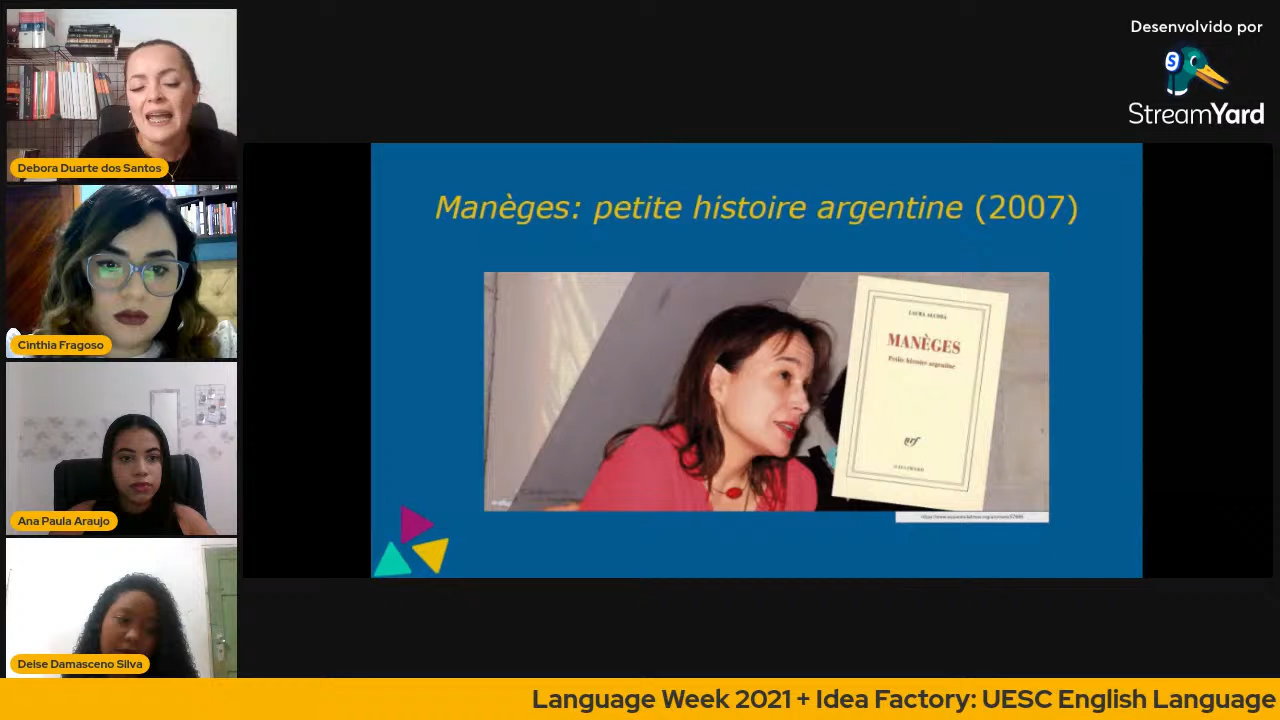 Desenvolvido por
StreamYard
Debora Duarte dos Santos
Cinthia Fragoso
Ana Paula Araujo
Deise Damasceno Silva
Manèges: petite histoire argentine (2007)
LAURA ALCOBA
MANÈGES
Petite histoire argentine
nrf
GALLIMARD
Language Week 2021 + Idea Factory: UESC English Language